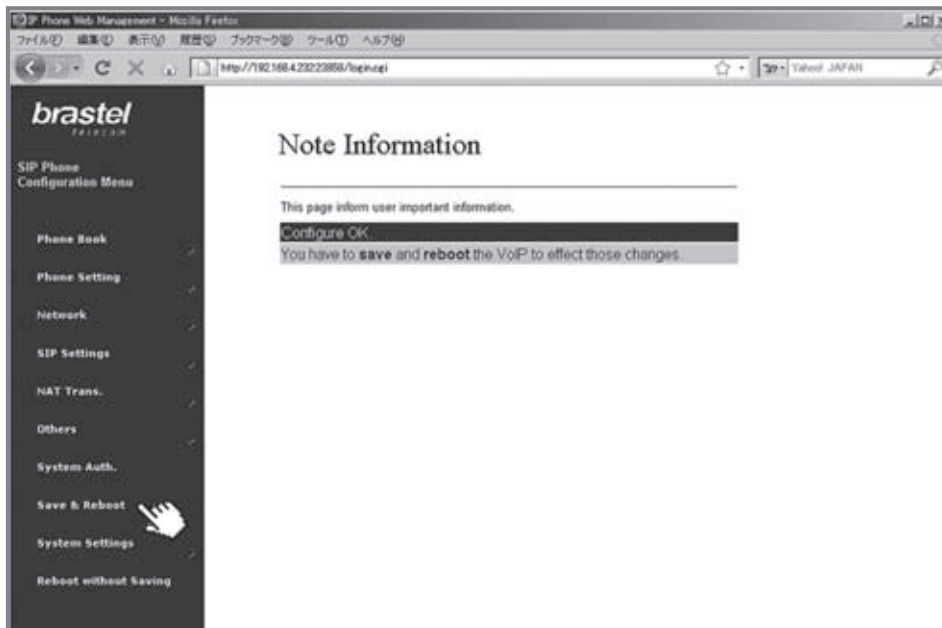 IP Phone Web Management - Mozilla Firefox
ファイル(F) 編集(E) 表示(V) 履歴(S) ブックマーク(B) ツール(T) ヘルプ(H)
Yahoo! JAPAN
brastel
telecom
SIP Phone
Configuration Menu
Phone Book
Phone Setting
Network
SIP Settings
NAT Trans.
Others
System Auth.
Save & Reboot
System Settings
Reboot without Saving
Note Information
This page inform user important information.
Configure OK
You have to save and reboot the VoIP to effect those changes.